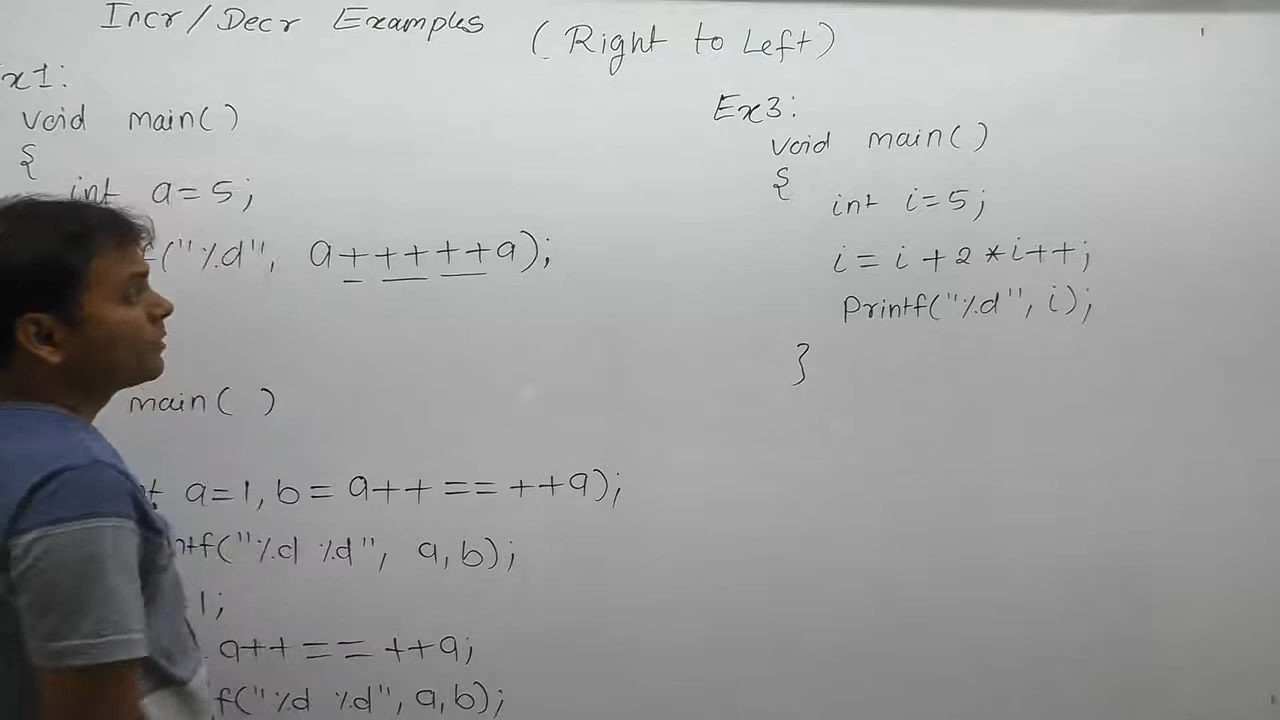 Incr/Decr Examples (Right to Left)
x1:
void main()
{
int a=5;
f("%d", a+++++a);
main( )
t a=1, b= a++ == ++a);
ntf("%d %d", a,b);
1;
a++ == ++a;
f("%d %d", a,b);
Ex3:
void main()
{
int i=5;
i= i +2 *i++;
Printf("%d", i);
}